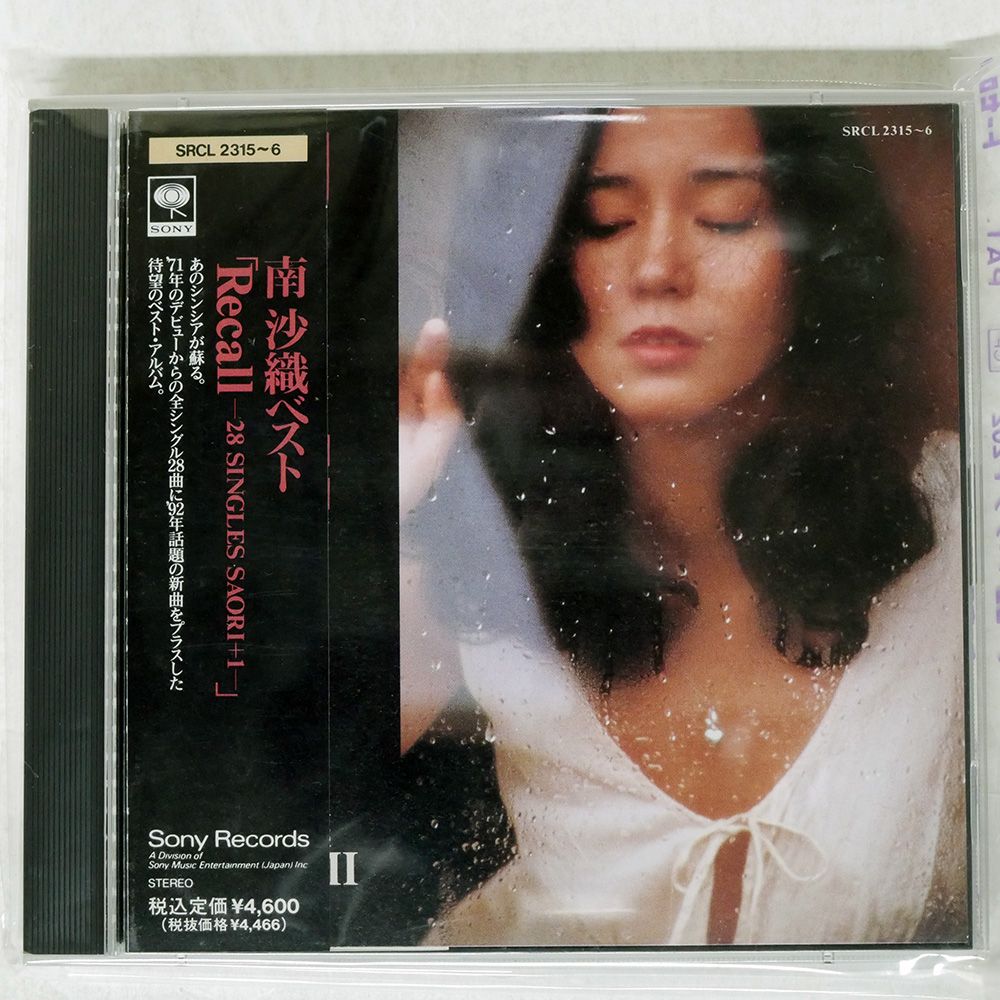 SRCL 2315~6
SONY
南 沙織ベスト
「Recall—28 SINGLES SAORI+1—」
あのシンシアが蘇る。
'71年のデビューからの全シングル28曲に'92年話題の新曲をプラスした
待望のベスト・アルバム。
Sony Records
A Division of
Sony Music Entertainment (Japan) Inc
STEREO
税込定価¥4,600
(税抜価格¥4,466)
SRCL 2315~6
II